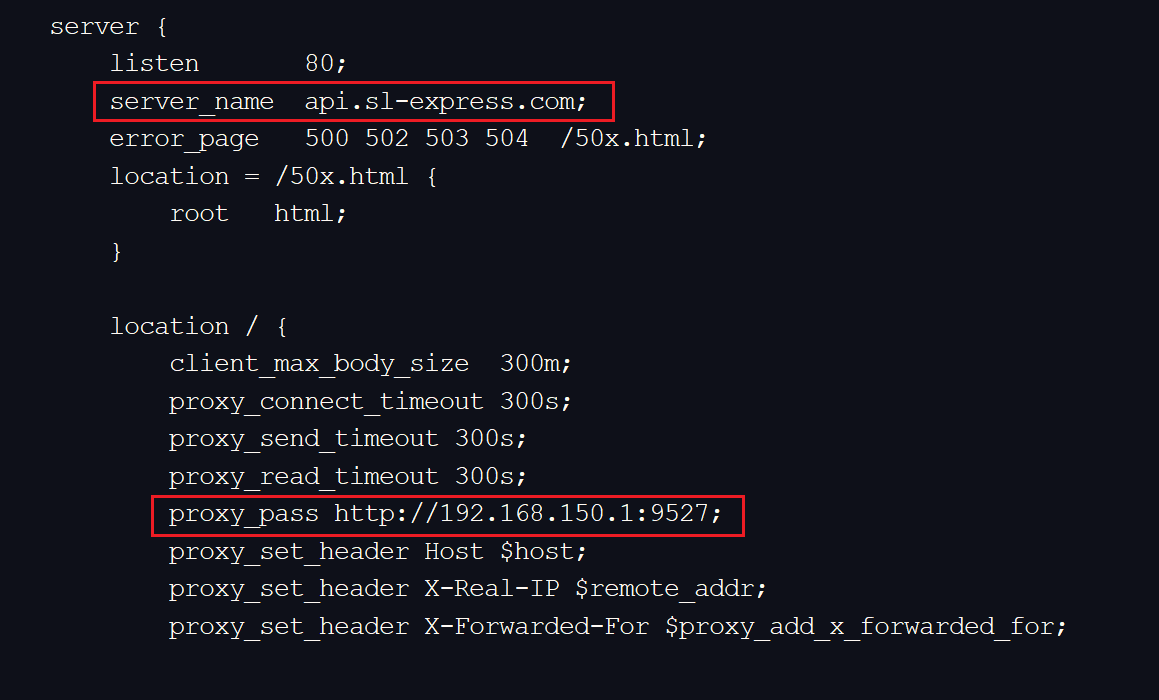 server {
listen       80;
server_name  api.sl-express.com;
error_page   500 502 503 504  /50x.html;
location = /50x.html {
root   html;
}
location / {
client_max_body_size  300m;
proxy_connect_timeout 300s;
proxy_send_timeout 300s;
proxy_read_timeout 300s;
proxy_pass http://192.168.150.1:9527;
proxy_set_header Host $host;
proxy_set_header X-Real-IP $remote_addr;
proxy_set_header X-Forwarded-For $proxy_add_x_forwarded_for;